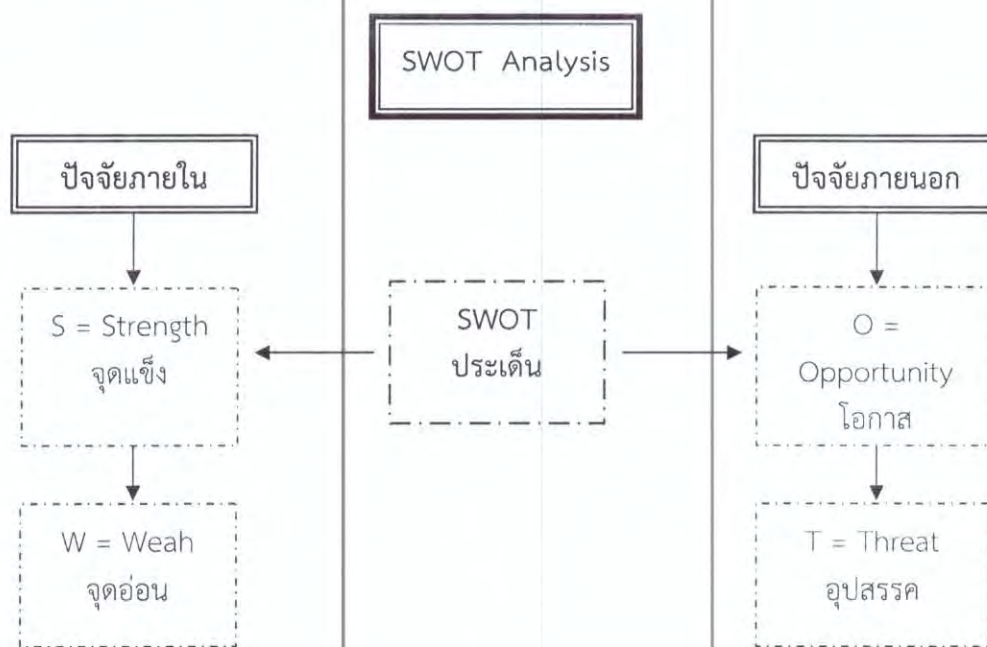 SWOT Analysis
ปัจจัยภายใน
ปัจจัยภายนอก
S = Strength
จุดแข็ง
SWOT
ประเด็น
O =
Opportunity
โอกาส
W = Weah
จุดอ่อน
T = Threat
อุปสรรค